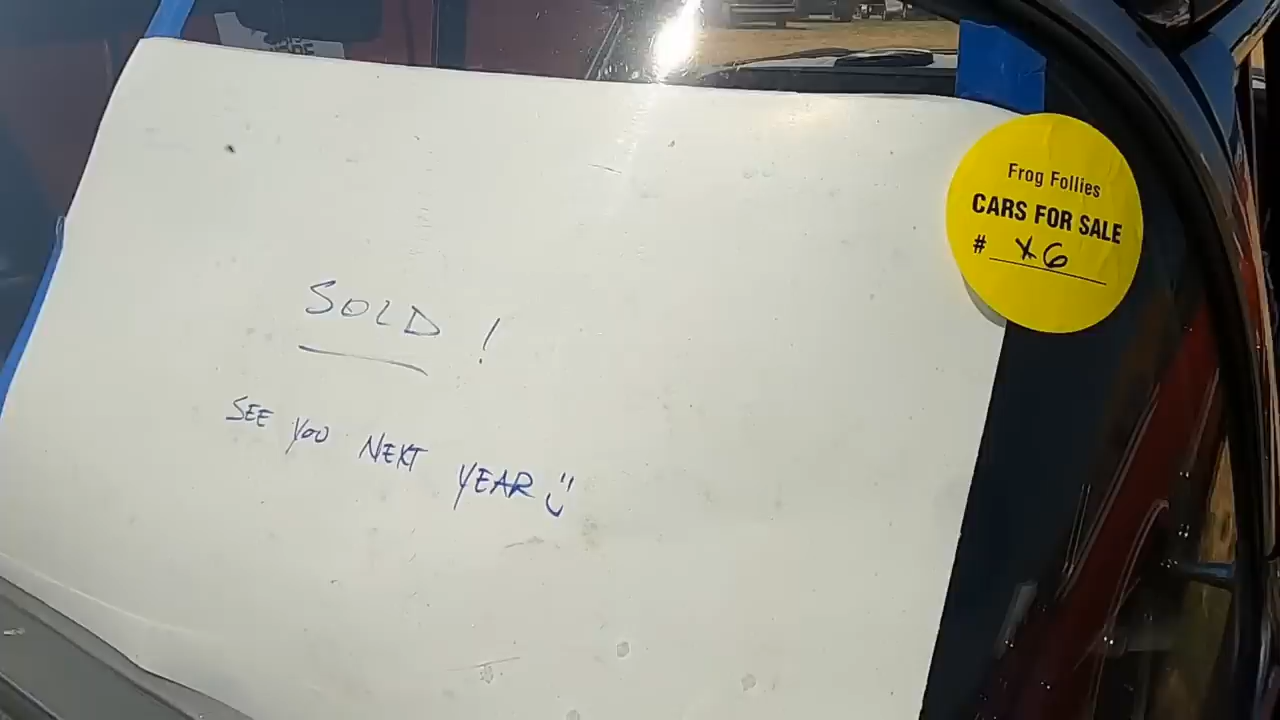 SOLD !
SEE YOU NEXT YEAR
Frog Follies
CARS FOR SALE
# X6